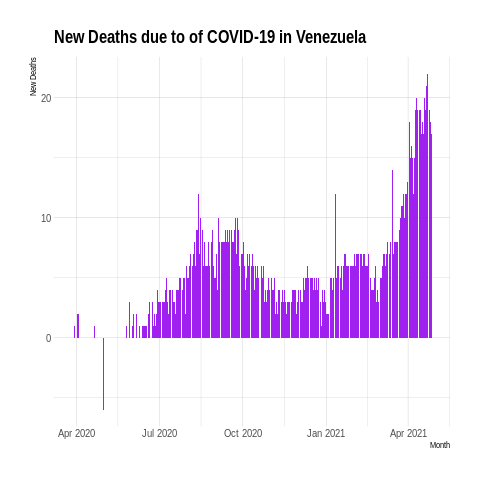 New Deaths due to of COVID-19 in Venezuela
New Deaths
20
10
0
Apr 2020
Jul 2020
Oct 2020
Jan 2021
Apr 2021
Month